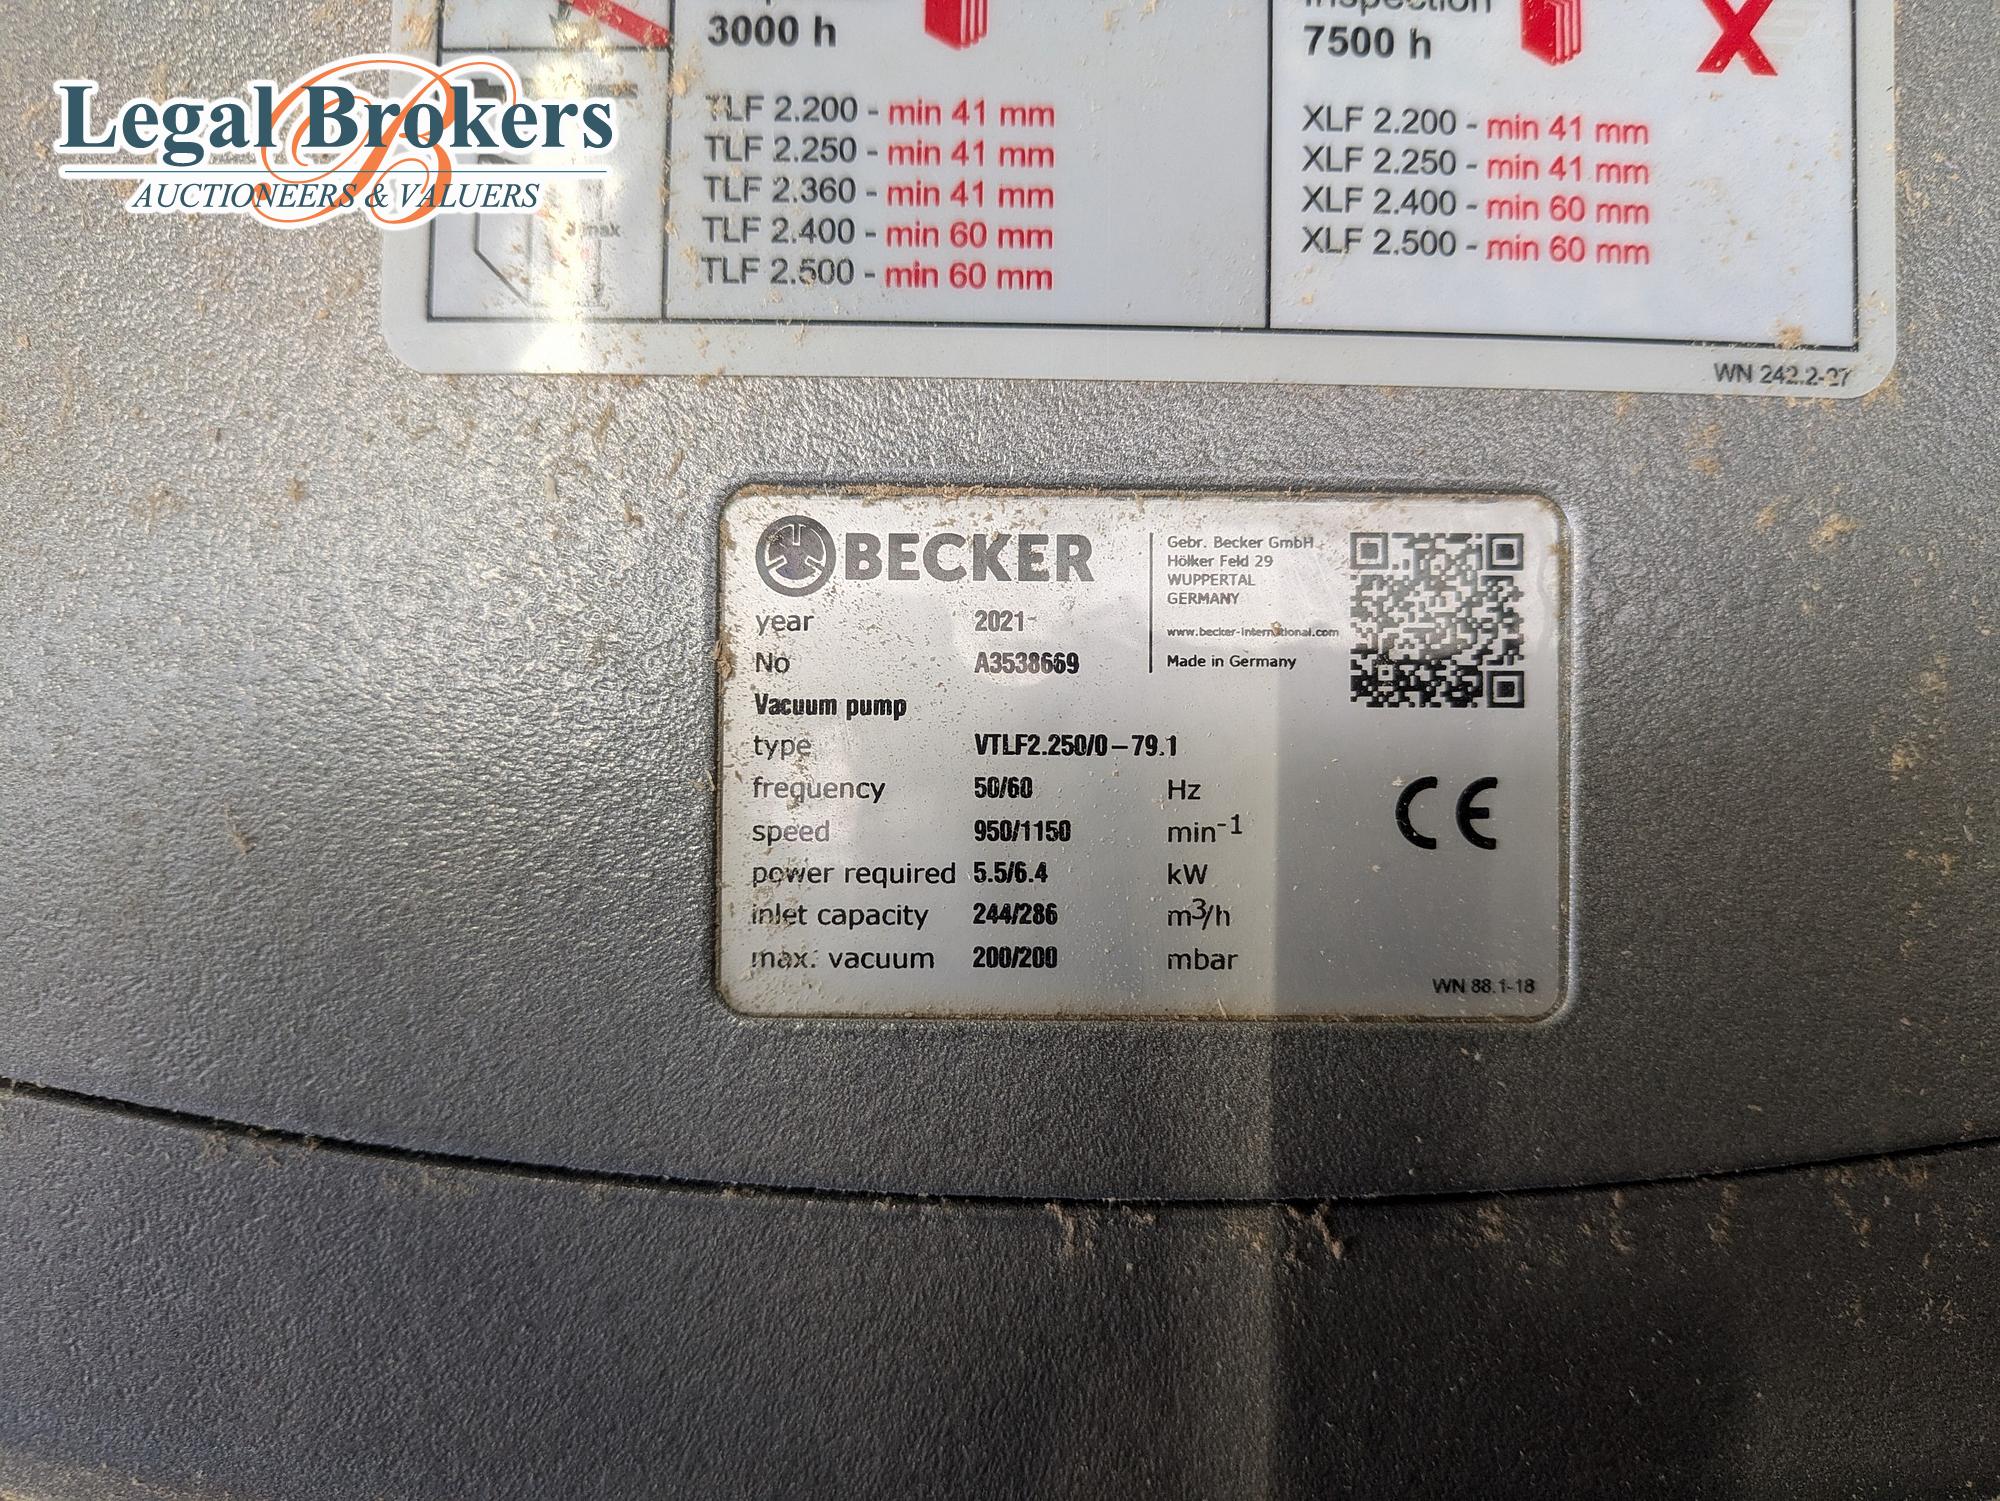 Legal Brokers
AUCTIONEERS & VALUERS
3000 h
TLF 2.200 - min 41 mm
TLF 2.250 - min 41 mm
TLF 2.360 - min 41 mm
TLF 2.400 - min 60 mm
TLF 2.500 - min 60 mm
max
Inspection
7500 h
XLF 2.200 - min 41 mm
XLF 2.250 - min 41 mm
XLF 2.400 - min 60 mm
XLF 2.500 - min 60 mm
WN 242.2-27
BECKER
Gebr. Becker GmbH
Hölker Feld 29
WUPPERTAL
GERMANY
www.becker-international.com
Made in Germany
year 2021
No A3538669
Vacuum pump
type VTLF2.250/0-79.1
frequency 50/60 Hz
speed 950/1150 min-1
power required 5.5/6.4 kW
inlet capacity 244/286 m3/h
max. vacuum 200/200 mbar
CE
WN 88.1-18